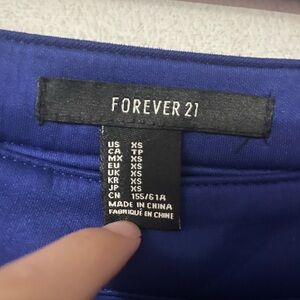 FOREVER 21
US XS
CA TP
MX XS
EU XS
UK XS
KR XS
JP XS
CN 155/61A
MADE IN CHINA
FABRIQUÉ EN CHINE